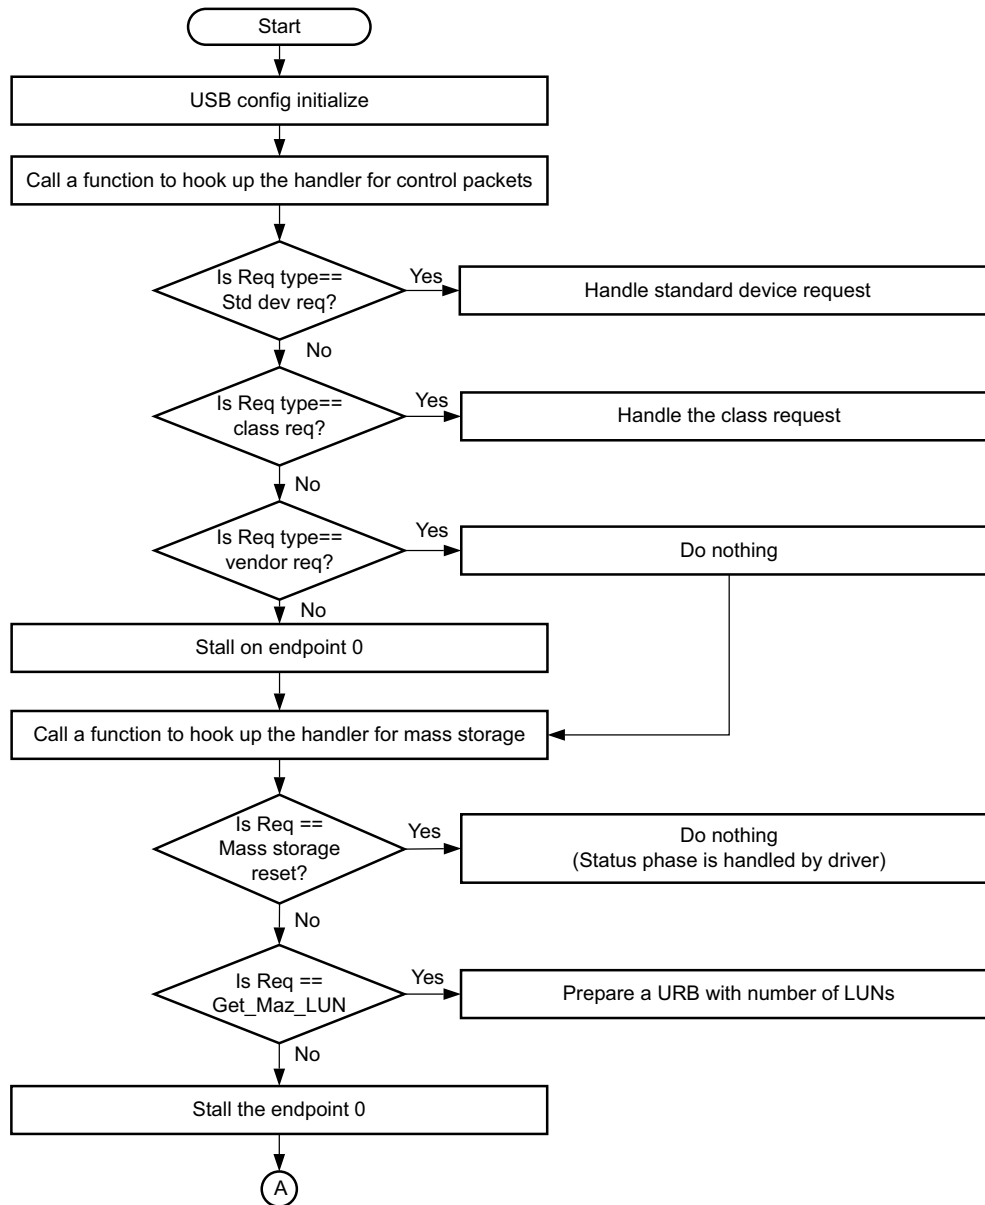 Start
USB config initialize
Call a function to hook up the handler for control packets
Is Req type==
Std dev req?
Yes
Handle standard device request
No
Is Req type==
class req?
Yes
Handle the class request
No
Is Req type==
vendor req?
Yes
Do nothing
No
Stall on endpoint 0
Call a function to hook up the handler for mass storage
Is Req ==
Mass storage
reset?
Yes
Do nothing
(Status phase is handled by driver)
No
Is Req ==
Get_Maz_LUN
Yes
Prepare a URB with number of LUNs
No
Stall the endpoint 0
A